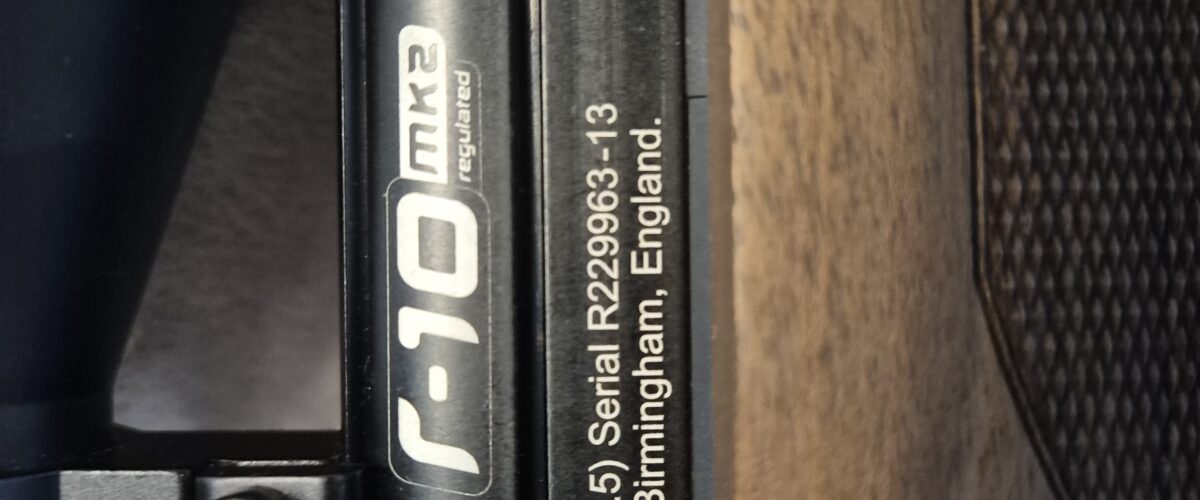 r-10 mk2
regulated
.5) Serial R229963-13
Birmingham, England.